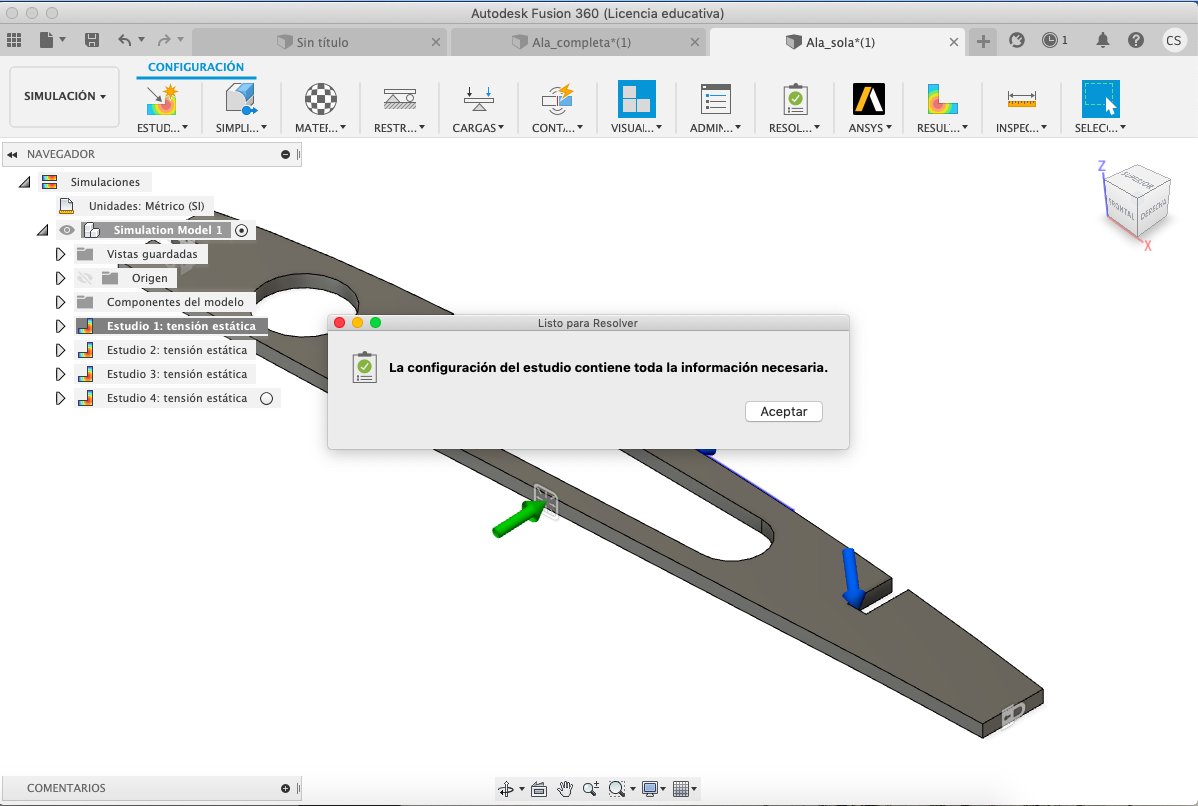 Autodesk Fusion 360 (Licencia educativa)
Sin título
Ala_completa*(1)
Ala_sola*(1)
1
CS
CONFIGURACIÓN
SIMULACIÓN
ESTUD...
SIMPLI...
MATEI...
RESTR...
CARGAS
CONT...
VISUAL...
ADMIN...
RESOL...
ANSYS
RESUL...
INSPEC...
SELEC...
NAVEGADOR
Simulaciones
Unidades: Métrico (SI)
Simulation Model 1
Vistas guardadas
Origen
Componentes del modelo
Estudio 1: tensión estática
Estudio 2: tensión estática
Estudio 3: tensión estática
Estudio 4: tensión estática
Z
SUPERIOR
FRONTAL
DERECHA
X
Listo para Resolver
La configuración del estudio contiene toda la información necesaria.
Aceptar
COMENTARIOS